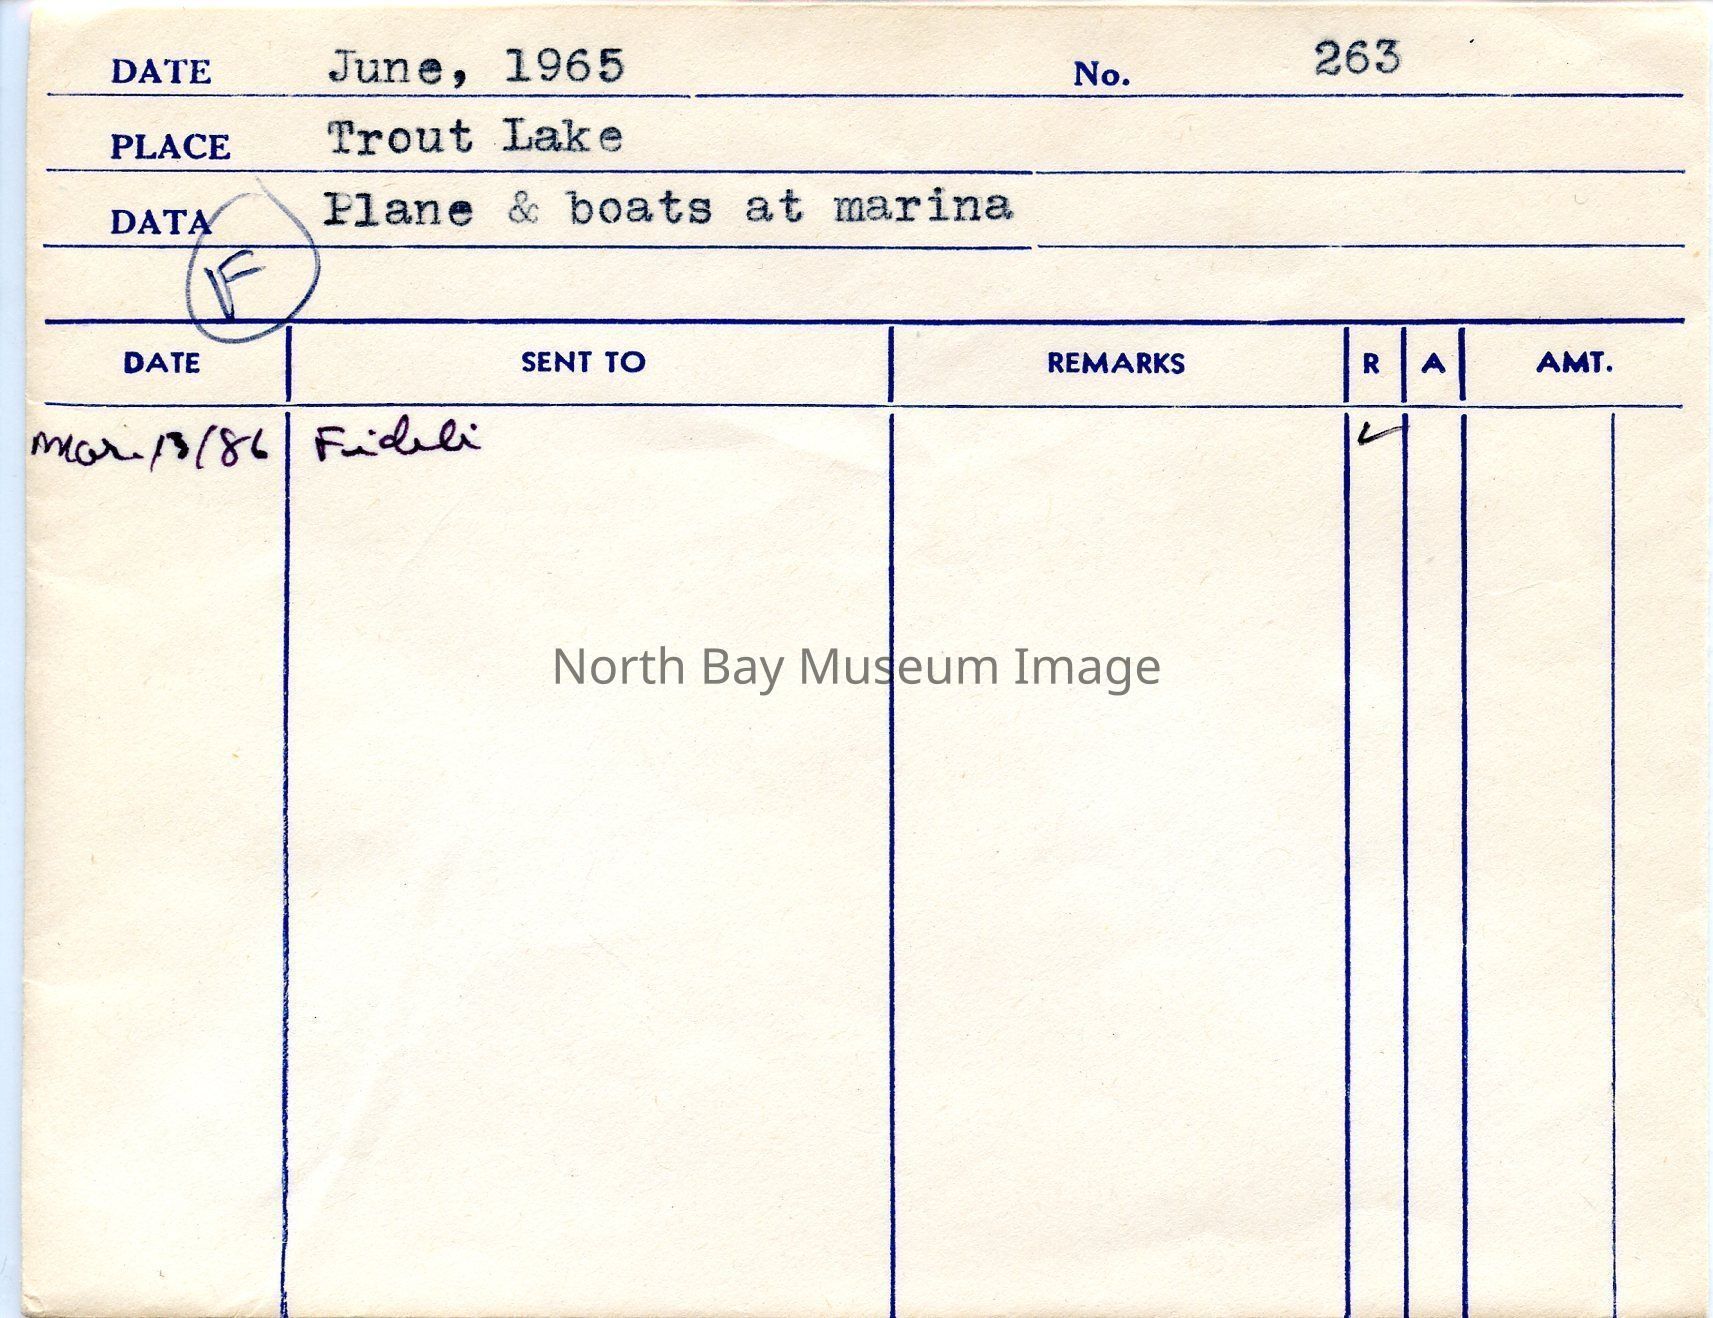 DATE June, 1965 No. 263
PLACE Trout Lake
DATA Plane & boats at marina
F
DATE SENT TO REMARKS R A AMT.
Mar. 13/86 Fideli ✓
North Bay Museum Image